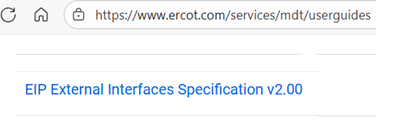 https://www.ercot.com/services/mdt/userguides
EIP External Interfaces Specification v2.00